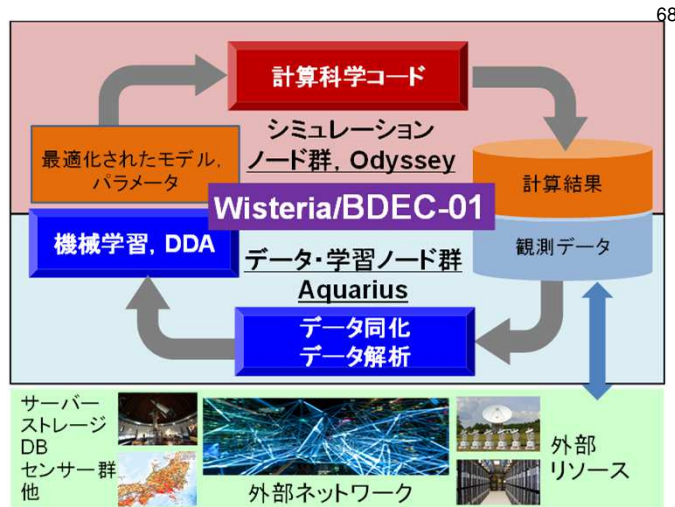 68
計算科学コード
シミュレーション
ノード群, Odyssey
最適化されたモデル,
パラメータ
計算結果
Wisteria/BDEC-01
機械学習, DDA
観測データ
データ・学習ノード群
Aquarius
データ同化
データ解析
サーバー
ストレージ
DB
センサー群
他
外部ネットワーク
外部
リソース